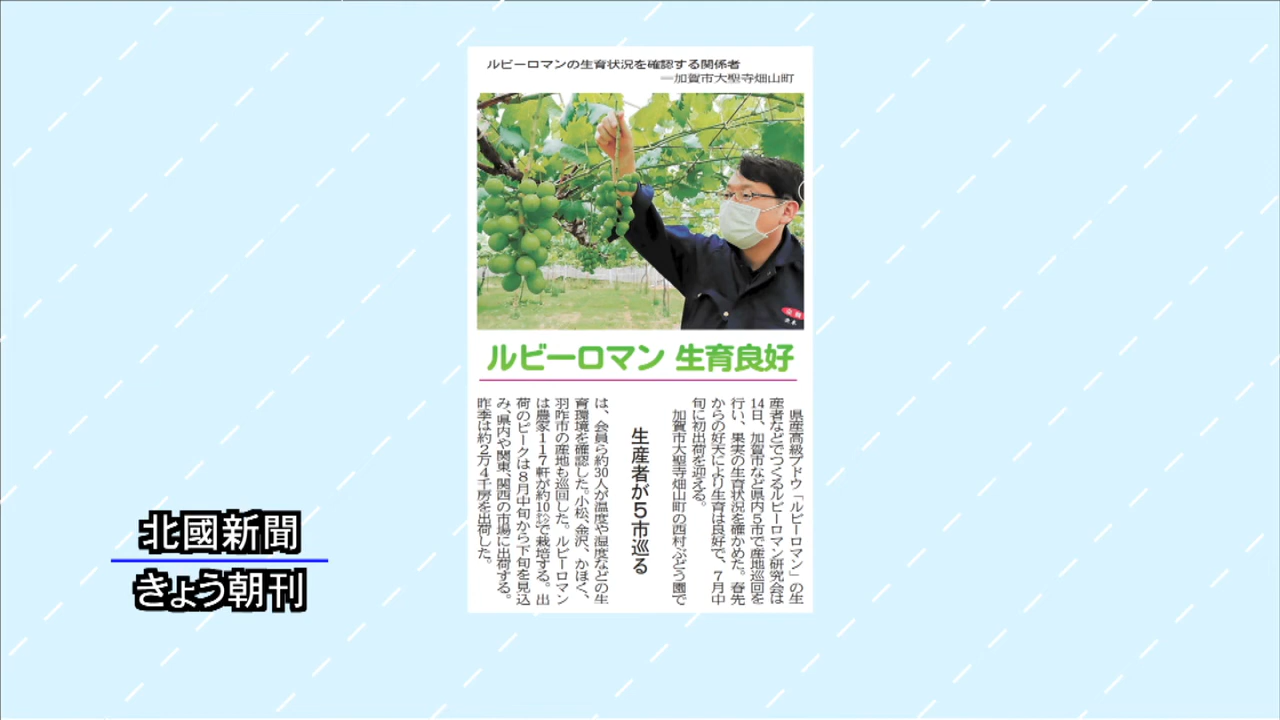 ルビーロマンの生育状況を確認する関係者
＝加賀市大聖寺畑山町
ルビーロマン 生育良好
県産高級ブドウ「ルビーロマン」の生
産者などでつくるルビーロマン研究会は
14日、加賀市など県内5市で産地巡回を
行い、果実の生育状況を確かめた。春先
からの好天により生育は良好で、7月中
旬に初出荷を迎える。
加賀市大聖寺畑山町の西村ぶどう園で
生産者が5市巡る
は、会員ら約30人が温度や湿度などの生
育環境を確認した。小松、金沢、かほく、
羽咋市の産地も巡回した。ルビーロマン
は農家117軒が約10㌶で栽培する。出
荷のピークは8月中旬から下旬を見込
み、県内や関東、関西の市場に出荷する。
昨季は約2万4千房を出荷した。
北國新聞
きょう朝刊